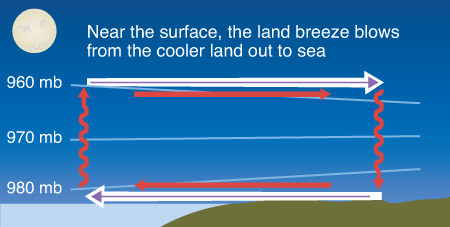 Near the surface, the land breeze blows
from the cooler land out to sea
960 mb
970 mb
980 mb